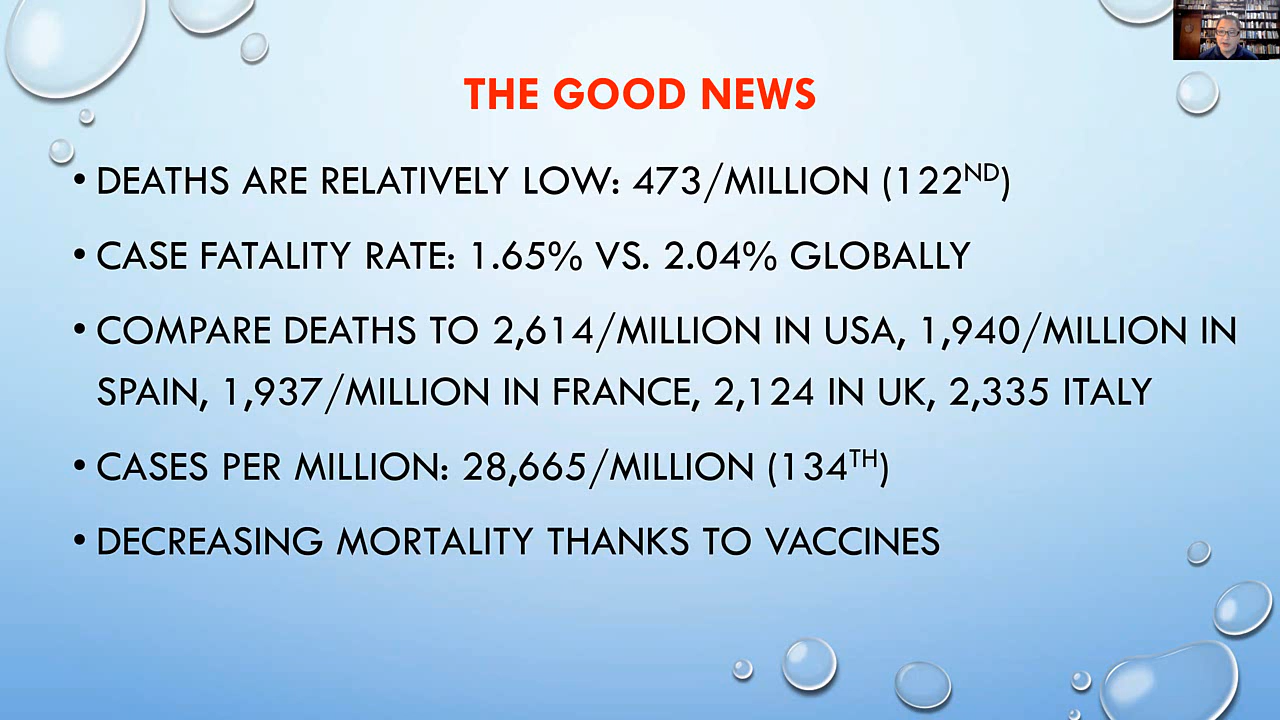 THE GOOD NEWS
• DEATHS ARE RELATIVELY LOW: 473/MILLION (122ND)
• CASE FATALITY RATE: 1.65% VS. 2.04% GLOBALLY
• COMPARE DEATHS TO 2,614/MILLION IN USA, 1,940/MILLION IN
SPAIN, 1,937/MILLION IN FRANCE, 2,124 IN UK, 2,335 ITALY
• CASES PER MILLION: 28,665/MILLION (134TH)
• DECREASING MORTALITY THANKS TO VACCINES